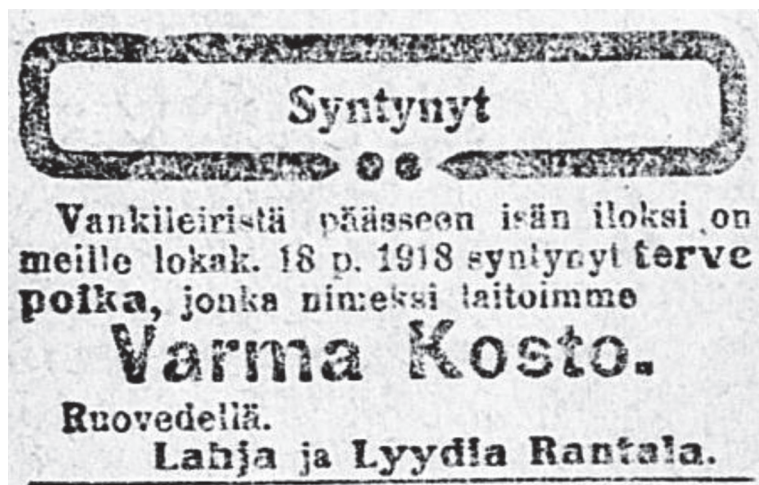 Syntynyt
Vankileiristä päässeen isän iloksi on
meille lokak. 18 p. 1918 syntynyt terve
poika, jonka nimeksi laitoimme
Varma Kosto.
Ruovedellä.
Lahja ja Lyydia Rantala.